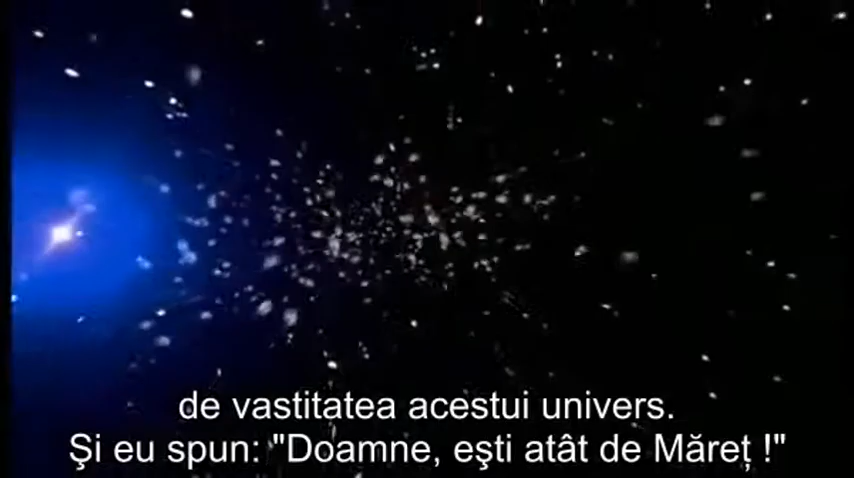 de vastitatea acestui univers.
Şi eu spun: "Doamne, eşti atât de Măreţ !"